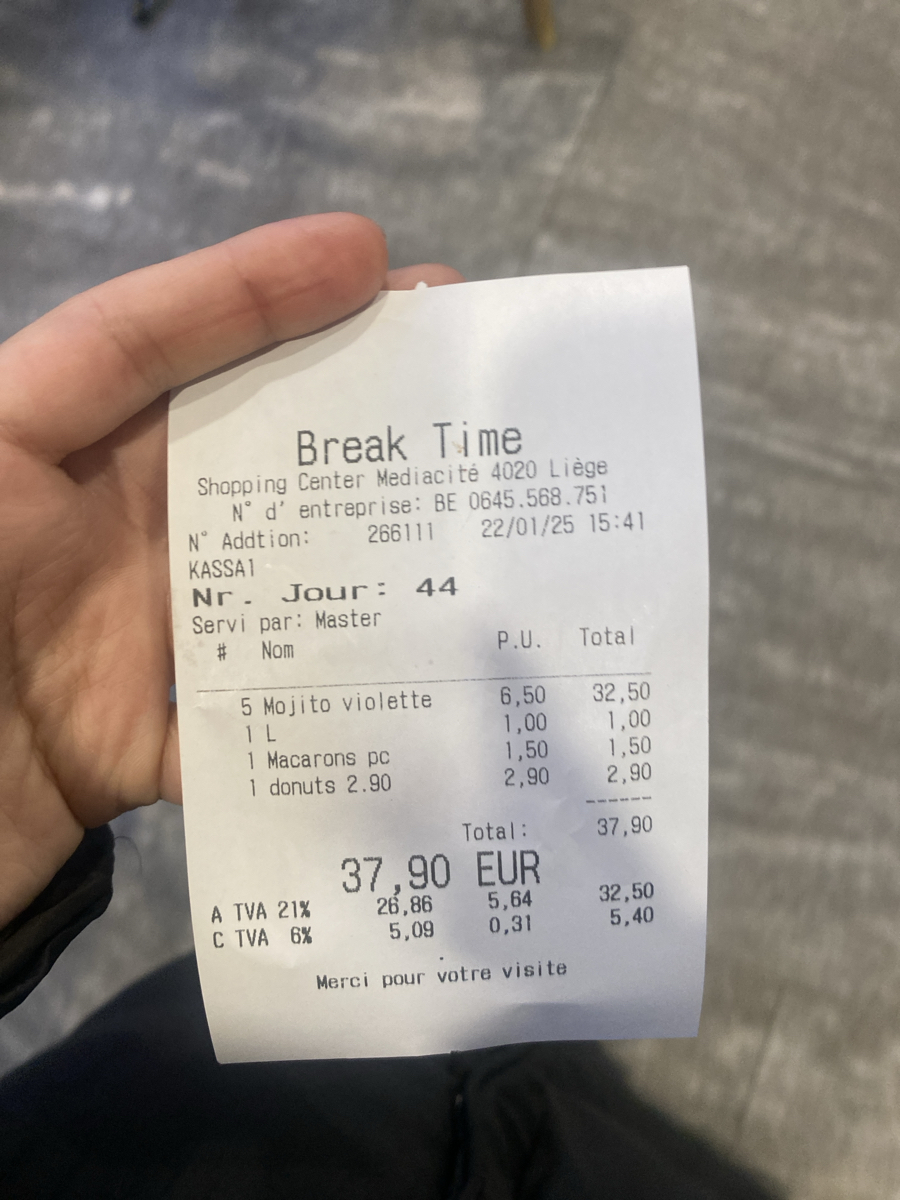 Break Time
Shopping Center Mediacité 4020 Liège
N° d' entreprise: BE 0645.568.751
N° Addtion: 266111 22/01/25 15:41
KASSA1
Nr. Jour: 44
Servi par: Master
# Nom P.U. Total
5 Mojito violette 6,50 32,50
1 L 1,00 1,00
1 Macarons pc 1,50 1,50
1 donuts 2.90 2,90 2,90
------
Total: 37,90
37,90 EUR
A TVA 21% 26,86 5,64 32,50
C TVA 6% 5,09 0,31 5,40
Merci pour votre visite